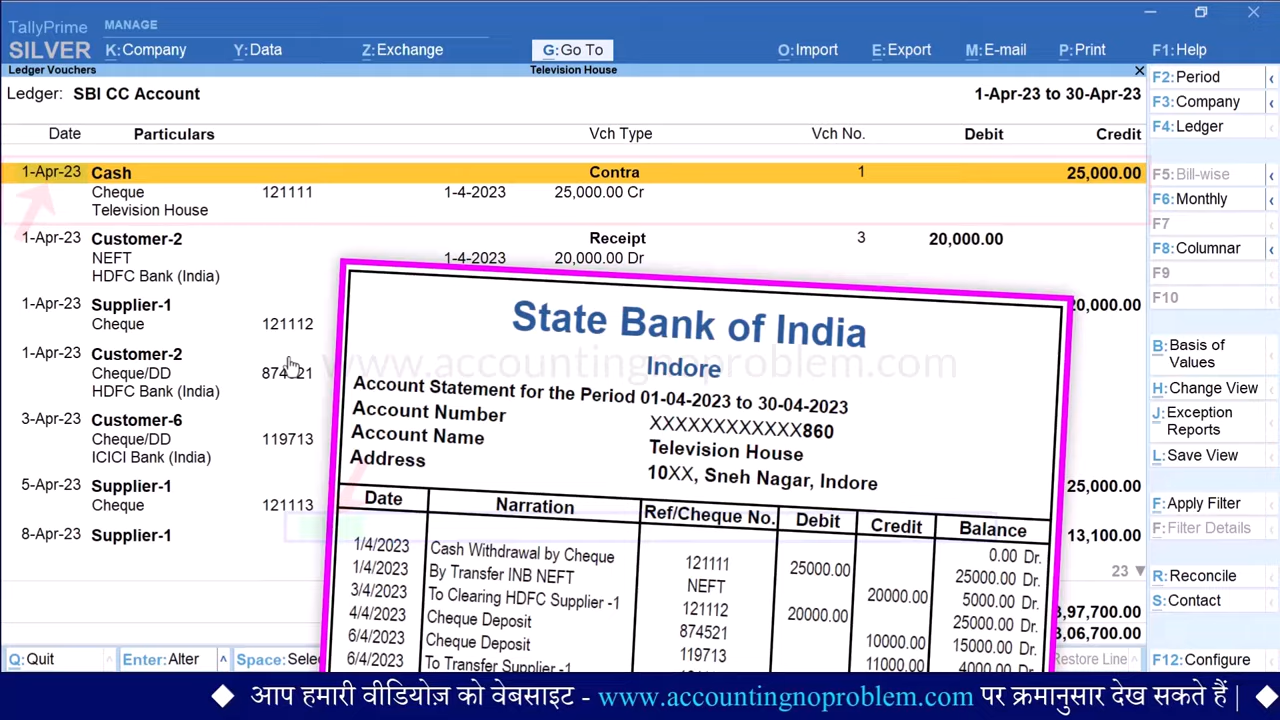 TallyPrime MANAGE
SILVER K:Company Y:Data Z:Exchange G:Go To O:Import E:Export M:E-mail P:Print F1:Help
Ledger Vouchers Television House
Ledger: SBI CC Account 1-Apr-23 to 30-Apr-23
Date Particulars Vch Type Vch No. Debit Credit
1-Apr-23 Cash Contra 1 25,000.00
Cheque 121111 1-4-2023 25,000.00 Cr
Television House
1-Apr-23 Customer-2 Receipt 3 20,000.00
NEFT 1-4-2023 20,000.00 Dr
HDFC Bank (India)
1-Apr-23 Supplier-1
Cheque 121112
1-Apr-23 Customer-2
Cheque/DD
HDFC Bank (India)
3-Apr-23 Customer-6
Cheque/DD 119713
ICICI Bank (India)
5-Apr-23 Supplier-1 25,000.00
Cheque 121113
8-Apr-23 Supplier-1 13,100.00
23
State Bank of India
Indore
www.accountingnoproblem.com
Account Statement for the Period 01-04-2023 to 30-04-2023
Account Number XXXXXXXXXXXX860
Account Name Television House
Address 10XX, Sneh Nagar, Indore
Date Narration Ref/Cheque No. Debit Credit Balance
0.00 Dr.
1/4/2023 Cash Withdrawal by Cheque 121111 25000.00 25000.00 Dr.
1/4/2023 By Transfer INB NEFT NEFT 20000.00 5000.00 Dr.
3/4/2023 To Clearing HDFC Supplier -1 121112 20000.00 25000.00 Dr.
4/4/2023 Cheque Deposit 874521 10000.00 15000.00 Dr.
6/4/2023 Cheque Deposit 119713 11000.00 4000.00 Dr.
6/4/2023 To Transfer Supplier -1
F2:Period
F3:Company
F4:Ledger
F5:Bill-wise
F6:Monthly
F7
F8:Columnar
F9
F10
B:Basis of
Values
H:Change View
J:Exception
Reports
L:Save View
F:Apply Filter
F:Filter Details
R:Reconcile
S:Contact
Q:Quit Enter:Alter Restore Line F12:Configure
आप हमारी वीडियोज़ को वेबसाइट - www.accountingnoproblem.com पर क्रमानुसार देख सकते हैं |